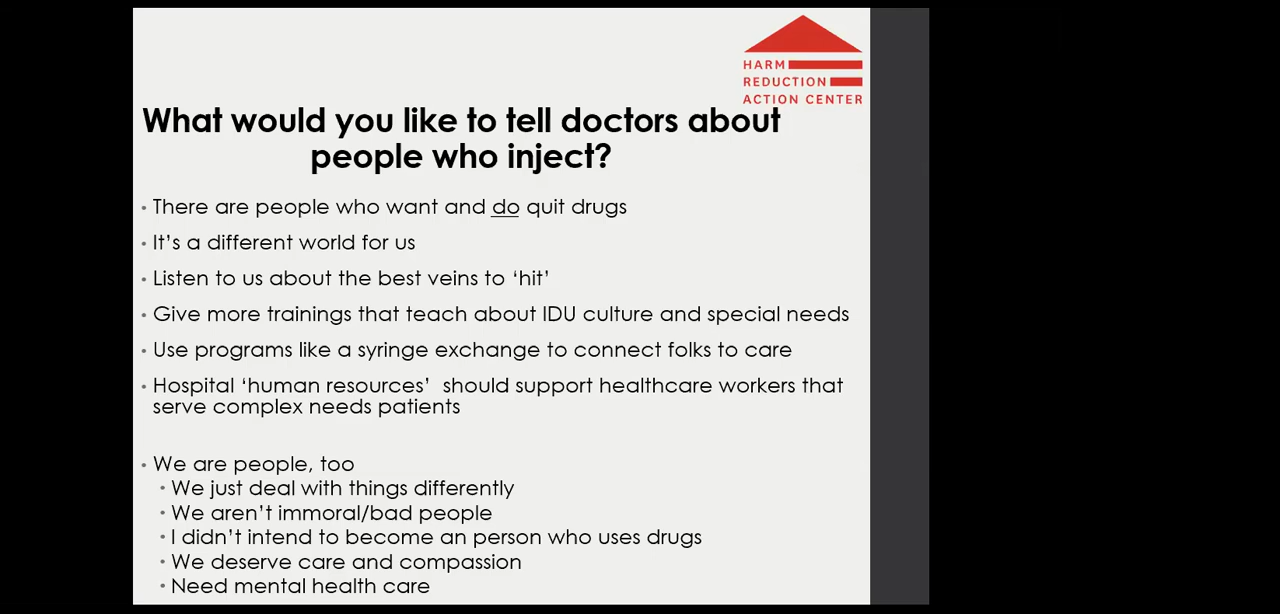 HARM
REDUCTION
ACTION CENTER
What would you like to tell doctors about
people who inject?
• There are people who want and do quit drugs
• It's a different world for us
• Listen to us about the best veins to ‘hit’
• Give more trainings that teach about IDU culture and special needs
• Use programs like a syringe exchange to connect folks to care
• Hospital ‘human resources’ should support healthcare workers that
serve complex needs patients
• We are people, too
• We just deal with things differently
• We aren't immoral/bad people
• I didn't intend to become an person who uses drugs
• We deserve care and compassion
• Need mental health care